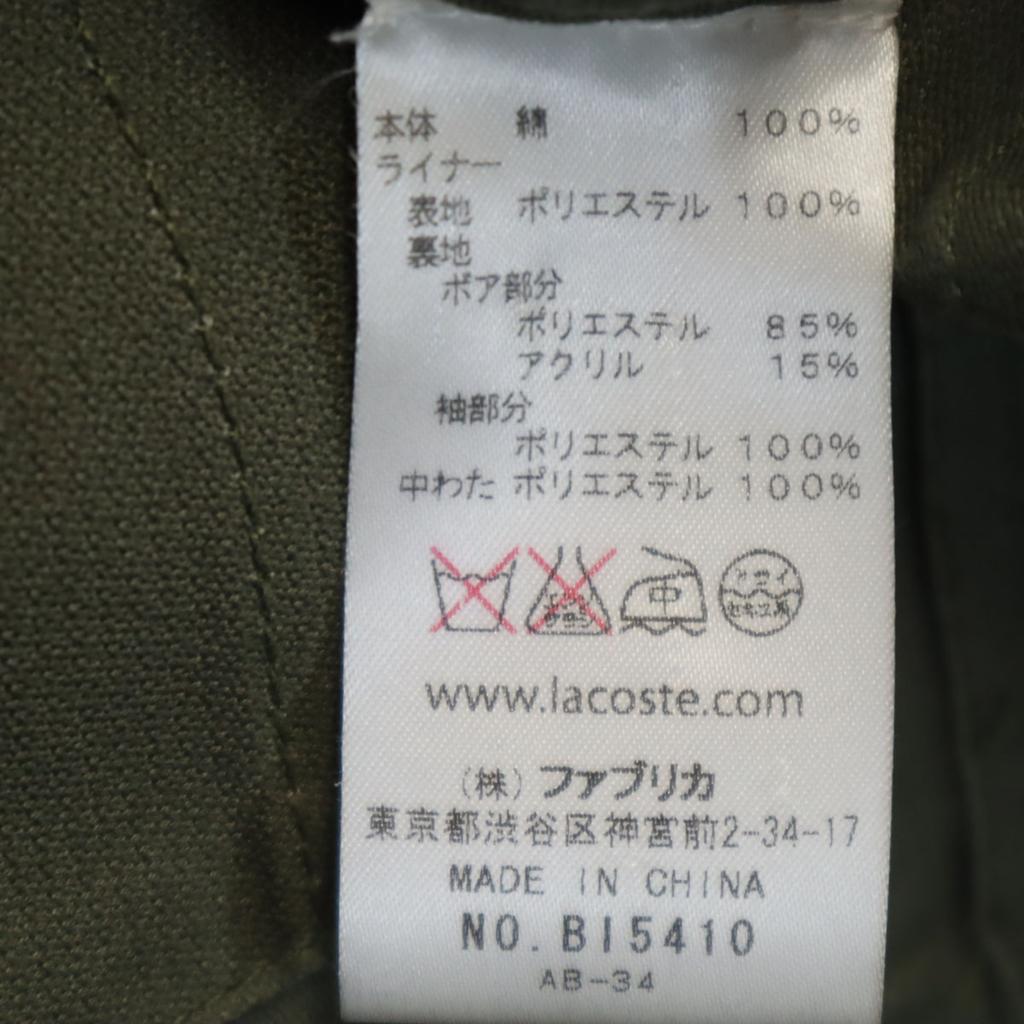 本体 綿 100%
ライナー
表地 ポリエステル 100%
裏地
ボア部分
ポリエステル 85%
アクリル 15%
袖部分
ポリエステル 100%
中わた ポリエステル 100%
中 ドライ
www.lacoste.com
(株)ファブリカ
東京都渋谷区神宮前2-34-17
MADE IN CHINA
NO. BI5410
AB-34